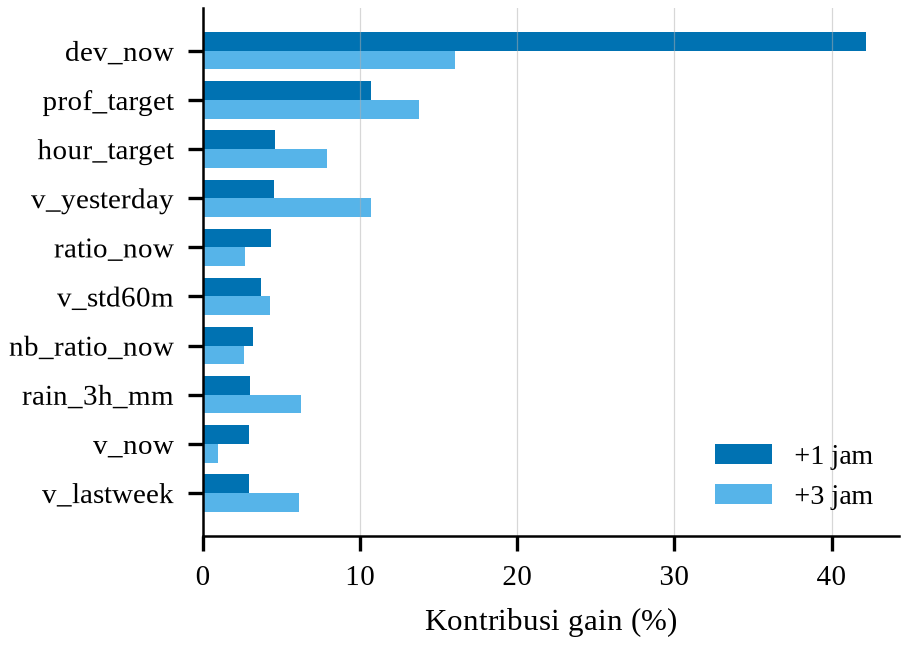 dev_now
prof_target
hour_target
v_yesterday
ratio_now
v_std60m
nb_ratio_now
rain_3h_mm
v_now
v_lastweek
+1 jam
+3 jam
0 10 20 30 40
Kontribusi gain (%)